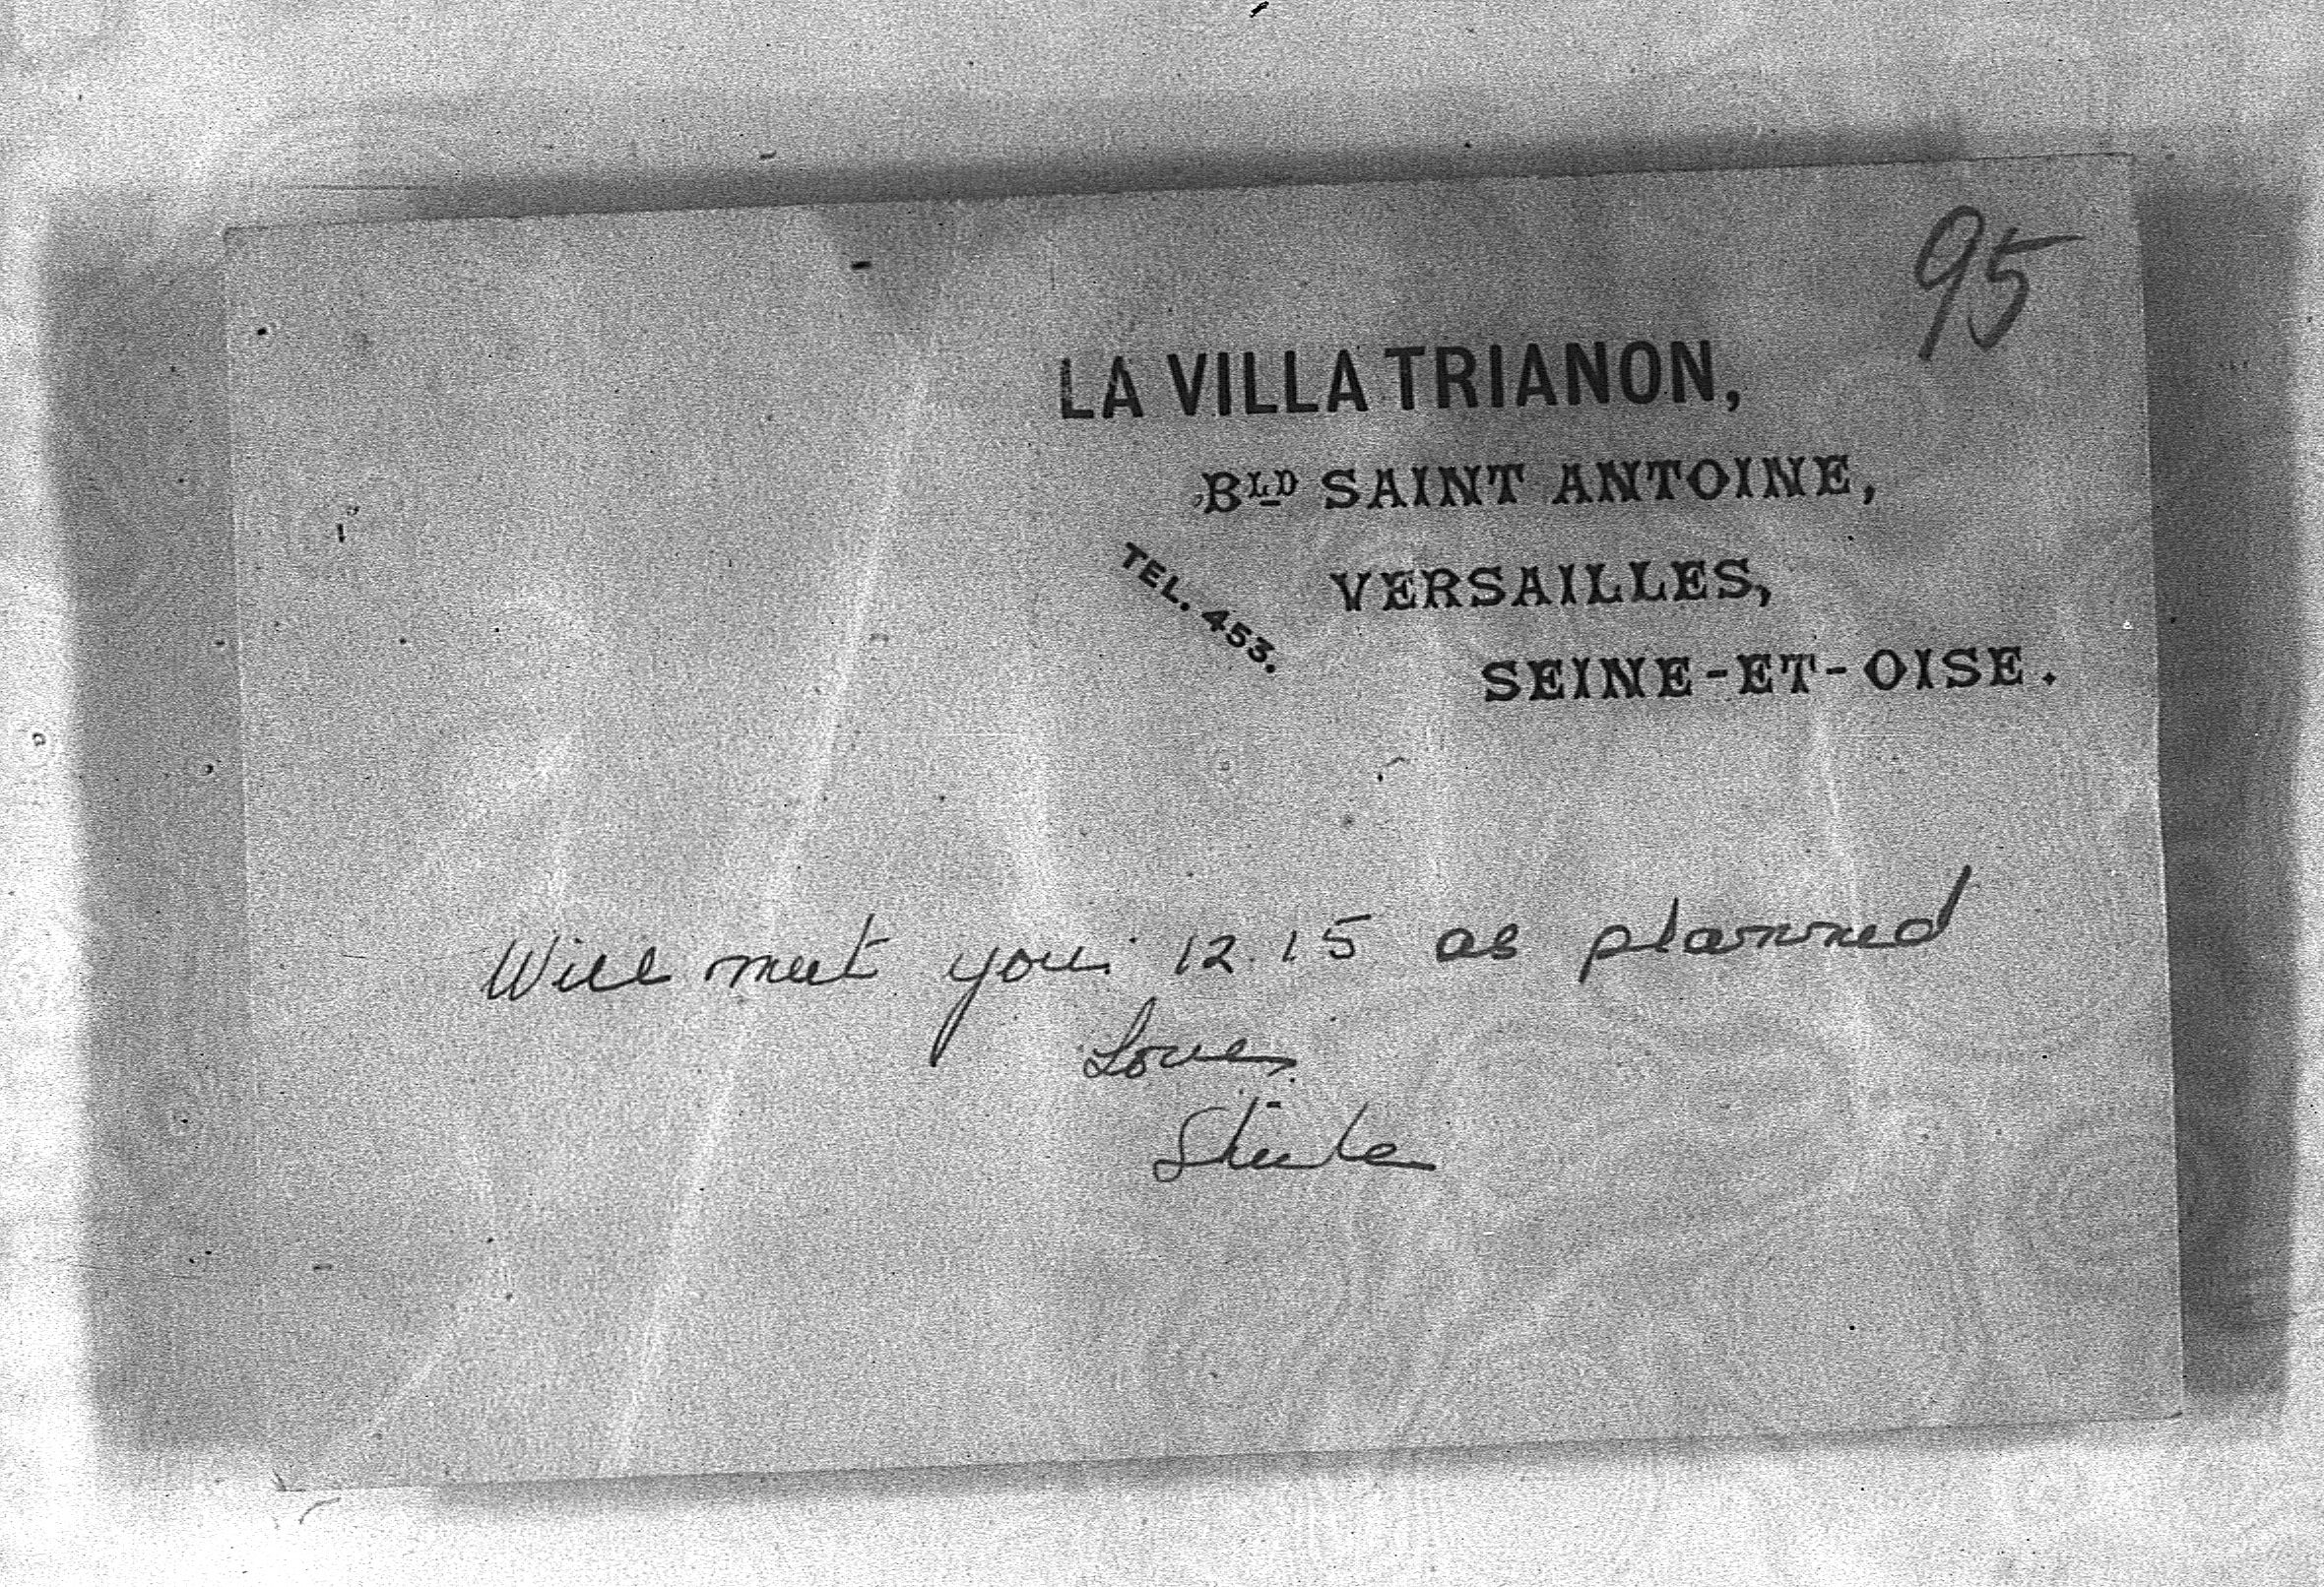 95
LA VILLA TRIANON,
BLD SAINT ANTOINE,
TEL. 453.
VERSAILLES,
SEINE-ET-OISE.
Will meet you 12.15 as planned
Love